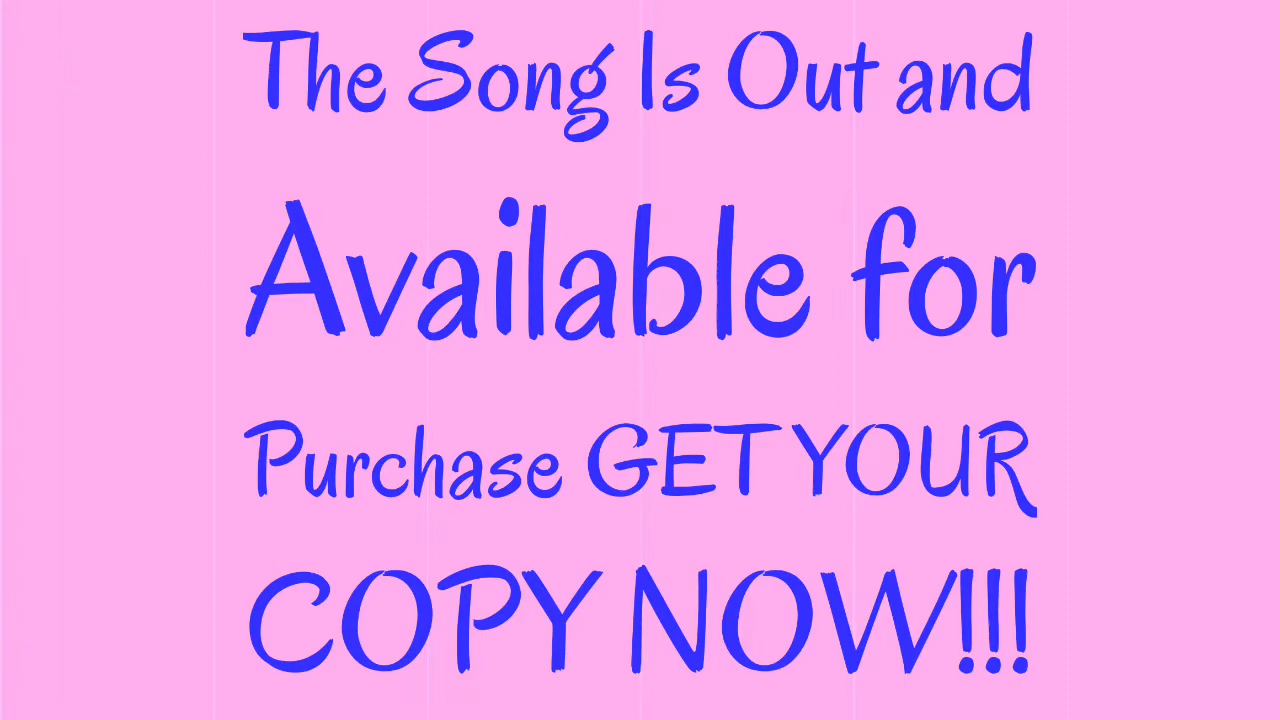 The Song Is Out and
Available for
Purchase GET YOUR
COPY NOW!!!